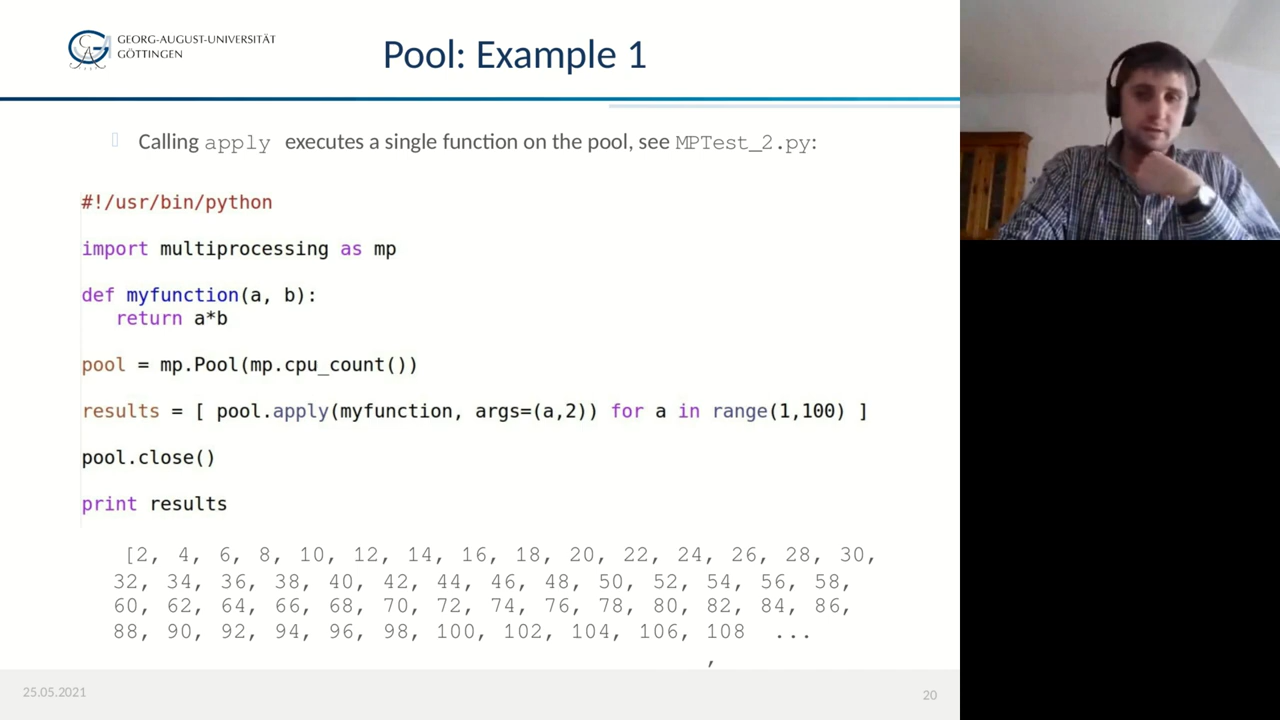 GEORG-AUGUST-UNIVERSITÄT
GÖTTINGEN
Pool: Example 1
Calling apply executes a single function on the pool, see MPTest_2.py:
#!/usr/bin/python
import multiprocessing as mp
def myfunction(a, b):
return a*b
pool = mp.Pool(mp.cpu_count())
results = [ pool.apply(myfunction, args=(a,2)) for a in range(1,100) ]
pool.close()
print results
[2, 4, 6, 8, 10, 12, 14, 16, 18, 20, 22, 24, 26, 28, 30,
32, 34, 36, 38, 40, 42, 44, 46, 48, 50, 52, 54, 56, 58,
60, 62, 64, 66, 68, 70, 72, 74, 76, 78, 80, 82, 84, 86,
88, 90, 92, 94, 96, 98, 100, 102, 104, 106, 108 ...
,
25.05.2021
20